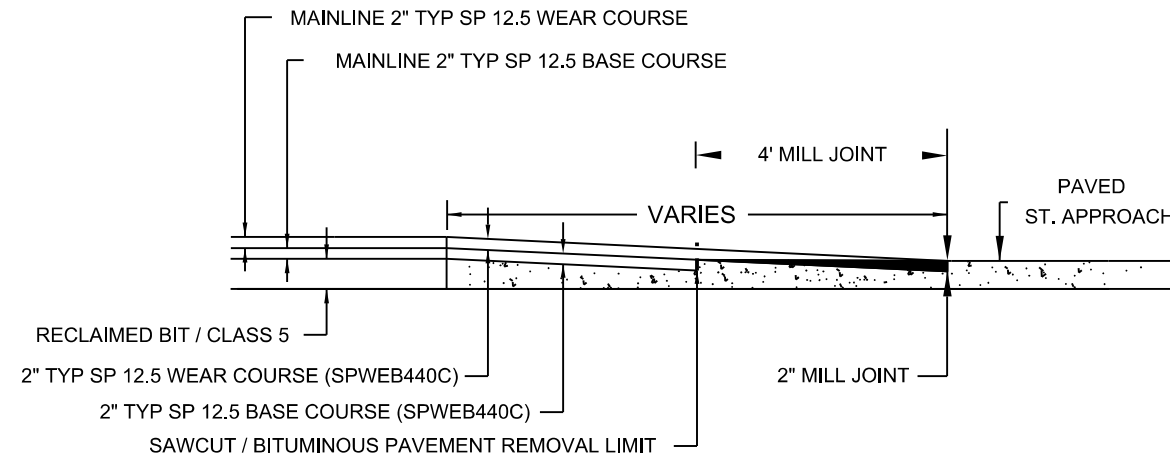 MAINLINE 2" TYP SP 12.5 WEAR COURSE
MAINLINE 2" TYP SP 12.5 BASE COURSE
4' MILL JOINT
PAVED
ST. APPROACH
VARIES
RECLAIMED BIT / CLASS 5
2" TYP SP 12.5 WEAR COURSE (SPWEB440C)
2" MILL JOINT
2" TYP SP 12.5 BASE COURSE (SPWEB440C)
SAWCUT / BITUMINOUS PAVEMENT REMOVAL LIMIT